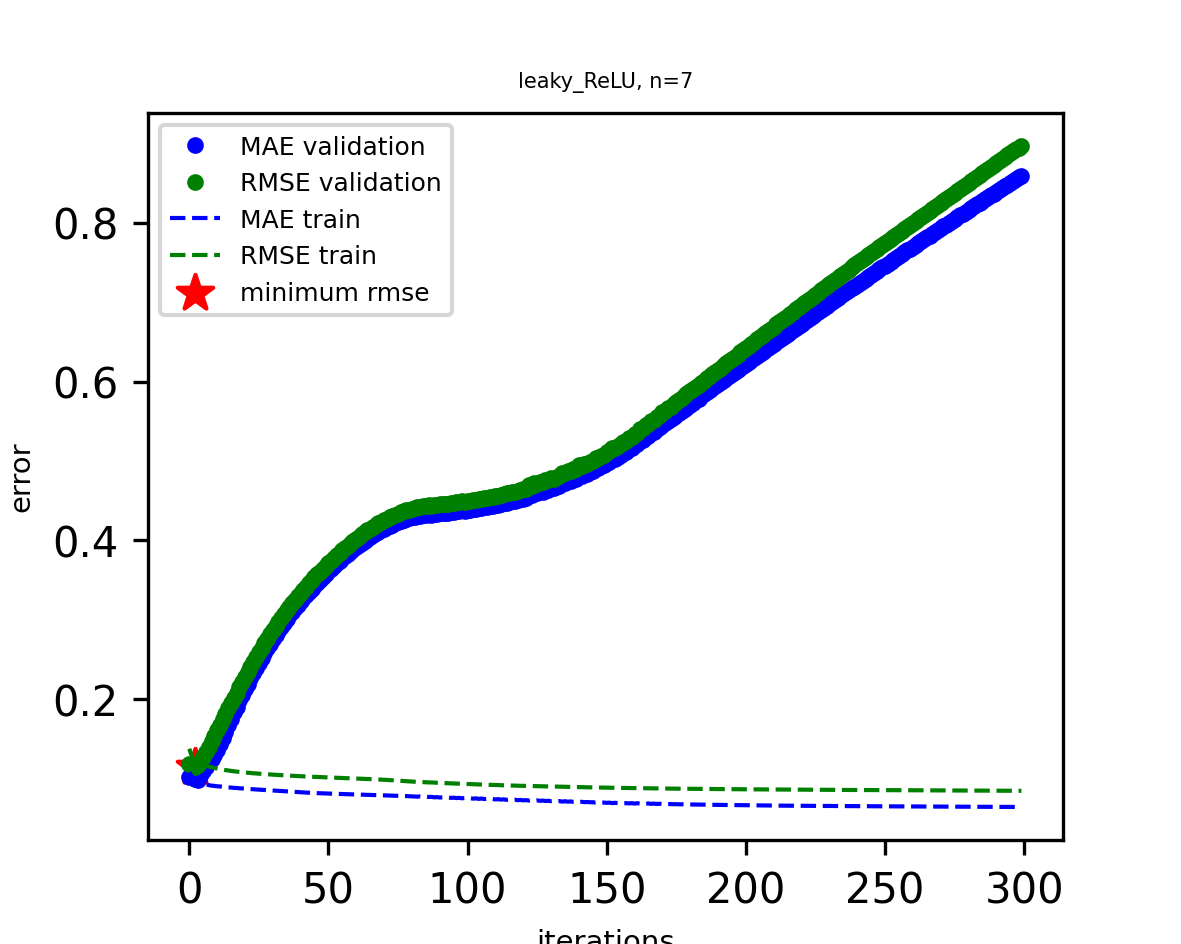 leaky_ReLU, n=7
MAE validation
RMSE validation
MAE train
RMSE train
minimum rmse
error
0.8
0.6
0.4
0.2
0 50 100 150 200 250 300
iterations